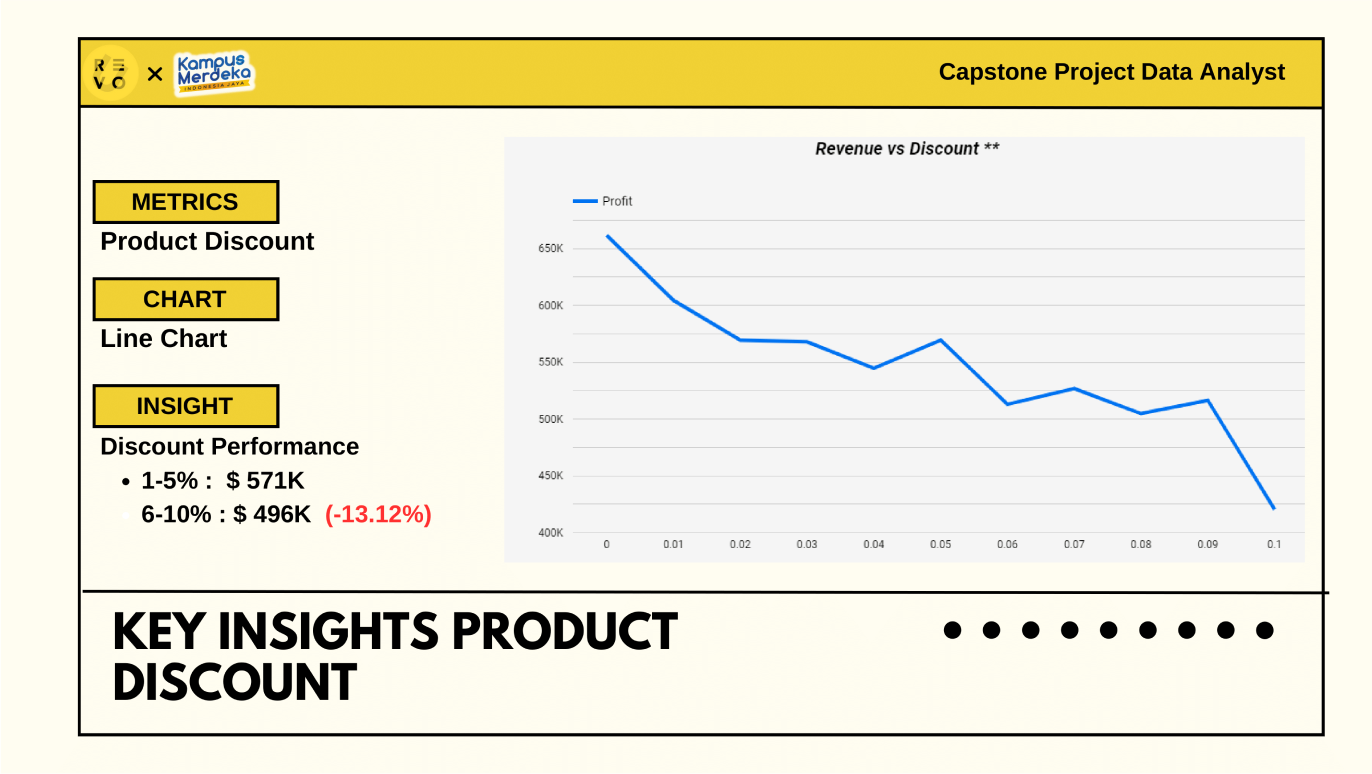 RE
VO
×
Kampus
Merdeka
INDONESIA JAYA
Capstone Project Data Analyst
METRICS
Product Discount
CHART
Line Chart
INSIGHT
Discount Performance
• 1-5% : $ 571K
6-10% : $ 496K (-13.12%)
Revenue vs Discount **
Profit
650K
600K
550K
500K
450K
400K
0 0.01 0.02 0.03 0.04 0.05 0.06 0.07 0.08 0.09 0.1
KEY INSIGHTS PRODUCT
DISCOUNT